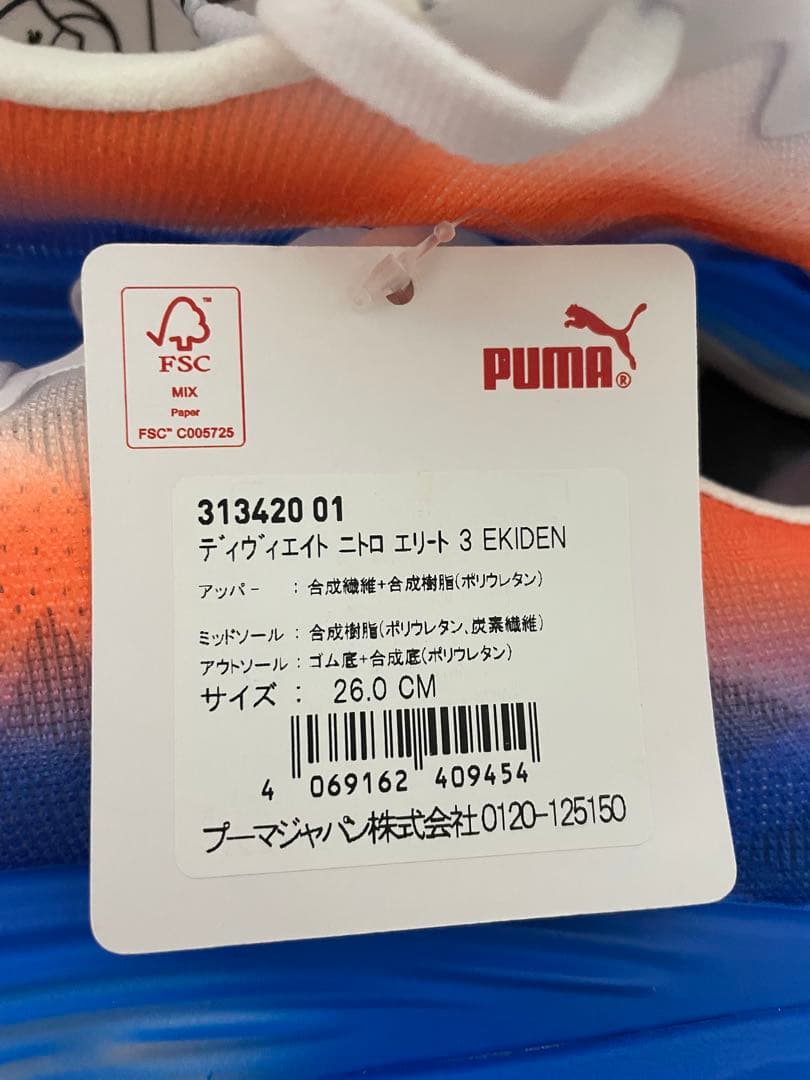 FSC
MIX
Paper
FSC™ C005725
PUMA®
313420 01
ディヴィエイト ニトロ エリート 3 EKIDEN
アッパー : 合成繊維+合成樹脂(ポリウレタン)
ミッドソール : 合成樹脂(ポリウレタン、炭素繊維)
アウトソール : ゴム底+合成底(ポリウレタン)
サイズ : 26.0 CM
4 069162 409454
プーマジャパン株式会社0120-125150